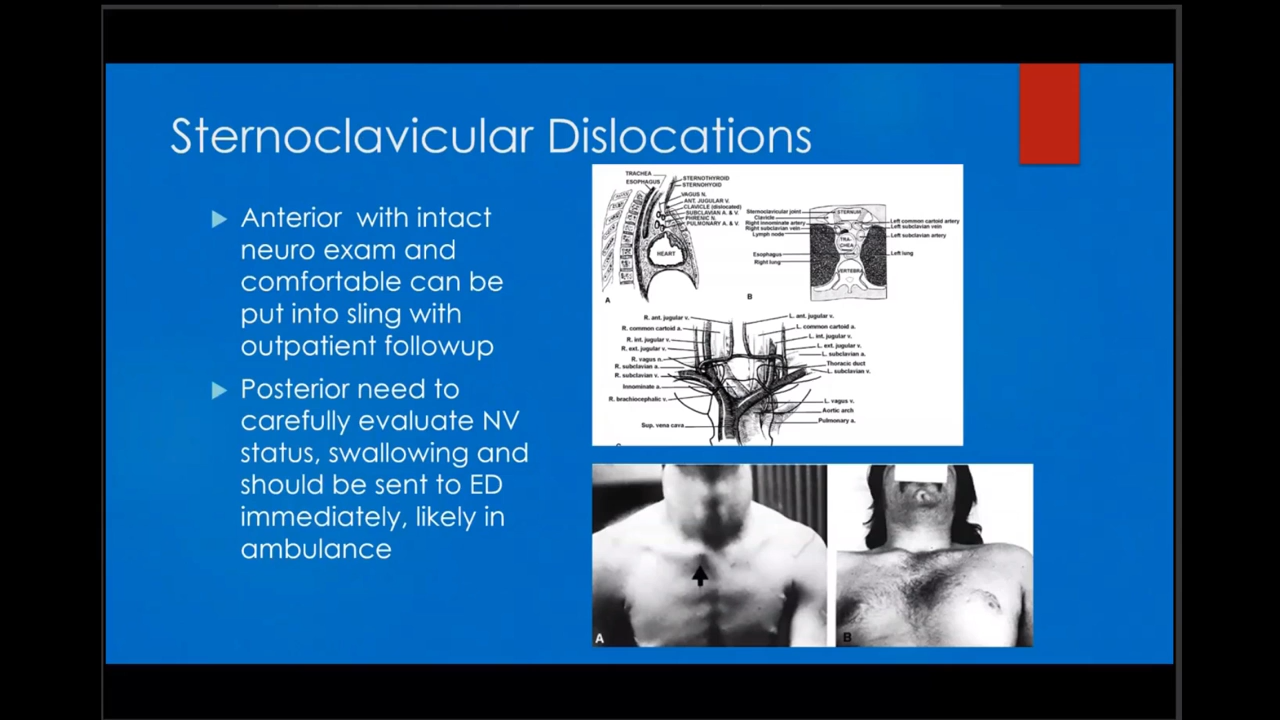 Sternoclavicular Dislocations
Anterior with intact
neuro exam and
comfortable can be
put into sling with
outpatient followup
Posterior need to
carefully evaluate NV
status, swallowing and
should be sent to ED
immediately, likely in
ambulance
TRACHEA
ESOPHAGUS
STERNOTHYROID
STERNOHYOID
VAGUS N.
ANT. JUGULAR V.
CLAVICLE (dislocated)
SUBCLAVIAN A. & V.
PHRENIC N.
PULMONARY A. & V.
HEART
A
Sternoclavicular joint
Clavicle
Right innominate artery
Right subclavian vein
Lymph node
Esophagus
Right lung
STERNUM
TRA-
CHEA
VERTEBRA
Left common cartoid artery
Left subclavian vein
Left subclavian artery
Left lung
B
R. ant. jugular v.
R. common cartoid a.
R. int. jugular v.
R. ext. jugular v.
R. vagus n.
R. subclavian a.
R. subclavian v.
Innominate a.
R. brachiocephalic v.
Sup. vena cava
L. ant. jugular v.
L. common cartoid a.
L. int. jugular v.
L. ext. jugular v.
L. subclavian a.
Thoracic duct
L. subclavian v.
L. vagus v.
Aortic arch
Pulmonary a.
A
B